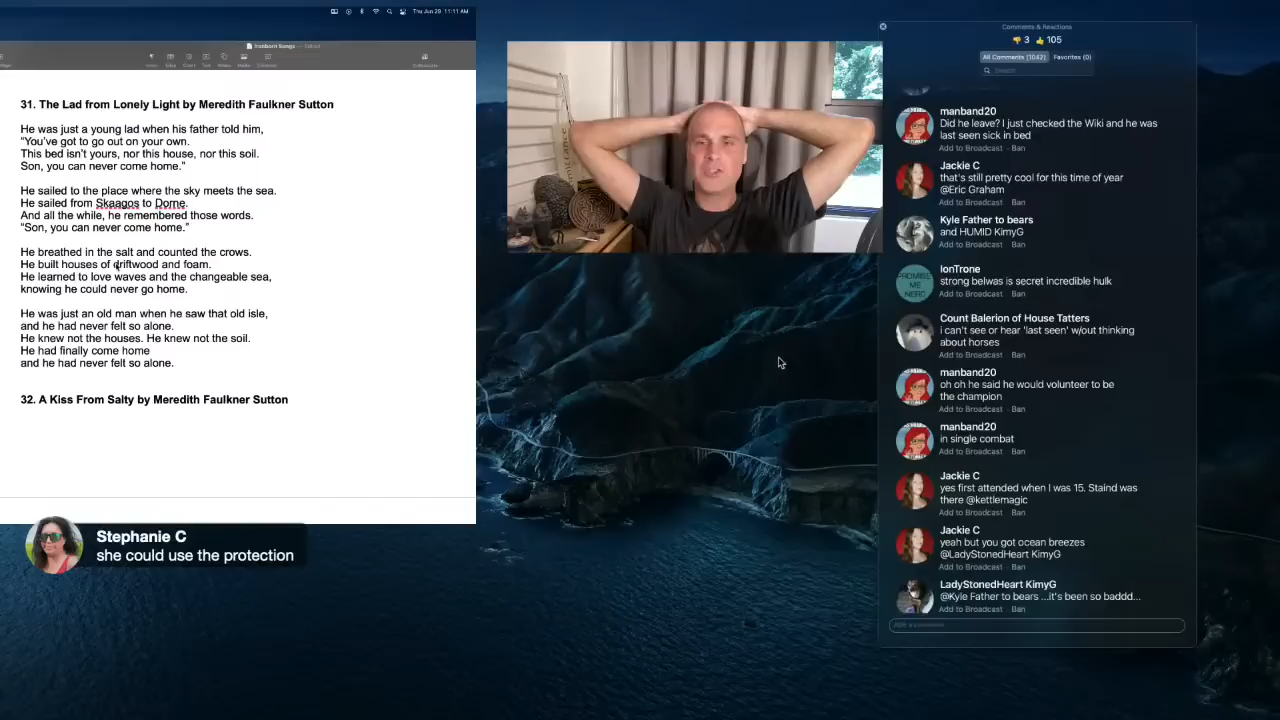 Thu Jun 29 11:11 AM
Ironborn Songs — Edited
31. The Lad from Lonely Light by Meredith Faulkner Sutton
He was just a young lad when his father told him,
“You’ve got to go out on your own.
This bed isn’t yours, nor this house, nor this soil.
Son, you can never come home.”
He sailed to the place where the sky meets the sea.
He sailed from Skaagos to Dorne.
And all the while, he remembered those words.
“Son, you can never come home.”
He breathed in the salt and counted the crows.
He built houses of driftwood and foam.
He learned to love waves and the changeable sea,
knowing he could never go home.
He was just an old man when he saw that old isle,
and he had never felt so alone.
He knew not the houses. He knew not the soil.
He had finally come home
and he had never felt so alone.
32. A Kiss From Salty by Meredith Faulkner Sutton
Stephanie C
she could use the protection
Comments & Reactions
👎 3 👍 105
All Comments (1042) Favorites (0)
Search
manband20
Did he leave? I just checked the Wiki and he was
last seen sick in bed
Add to Broadcast · Ban
Jackie C
that's still pretty cool for this time of year
@Eric Graham
Add to Broadcast · Ban
Kyle Father to bears
and HUMID KimyG
Add to Broadcast · Ban
PROMISE
ME
NERD
IonTrone
strong belwas is secret incredible hulk
Add to Broadcast · Ban
Count Balerion of House Tatters
i can't see or hear 'last seen' w/out thinking
about horses
Add to Broadcast · Ban
manband20
oh oh he said he would volunteer to be
the champion
Add to Broadcast · Ban
manband20
in single combat
Add to Broadcast · Ban
Jackie C
yes first attended when I was 15. Staind was
there @kettlemagic
Add to Broadcast · Ban
Jackie C
yeah but you got ocean breezes
@LadyStonedHeart KimyG
Add to Broadcast · Ban
LadyStonedHeart KimyG
@Kyle Father to bears ...it's been so baddd...
Add to Broadcast · Ban
Add a comment